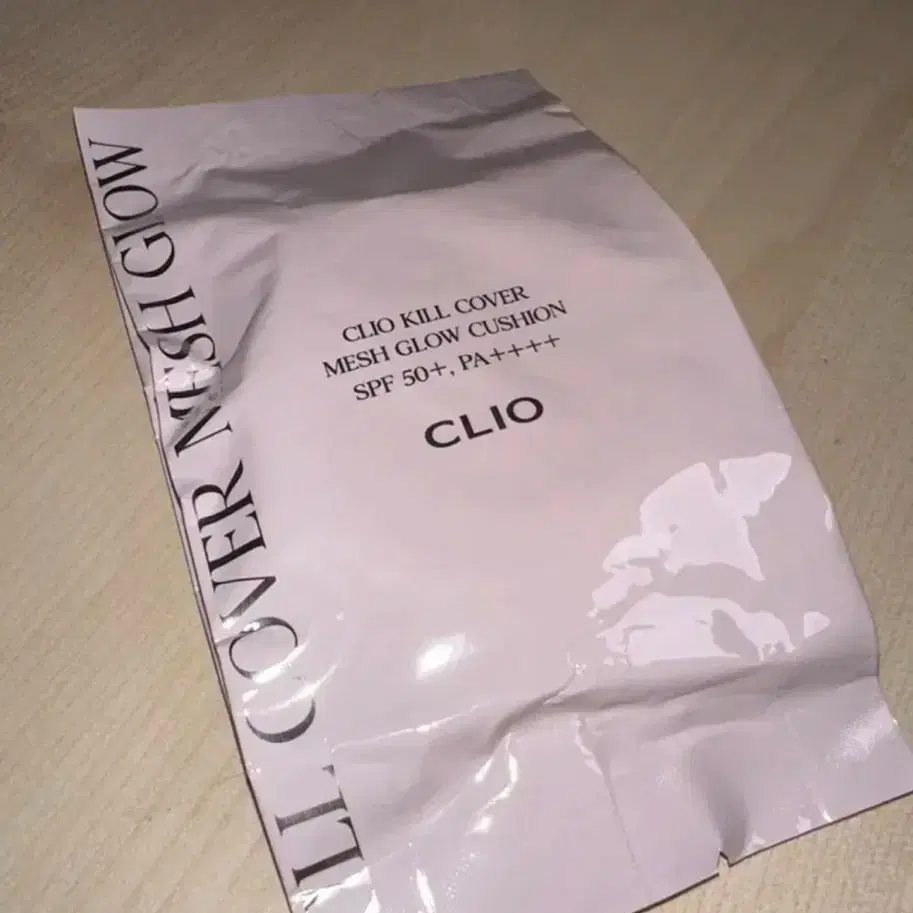 CLIO KILL COVER
MESH GLOW CUSHION
SPF 50+, PA++++
CLIO
LL COVER MESH GLOW